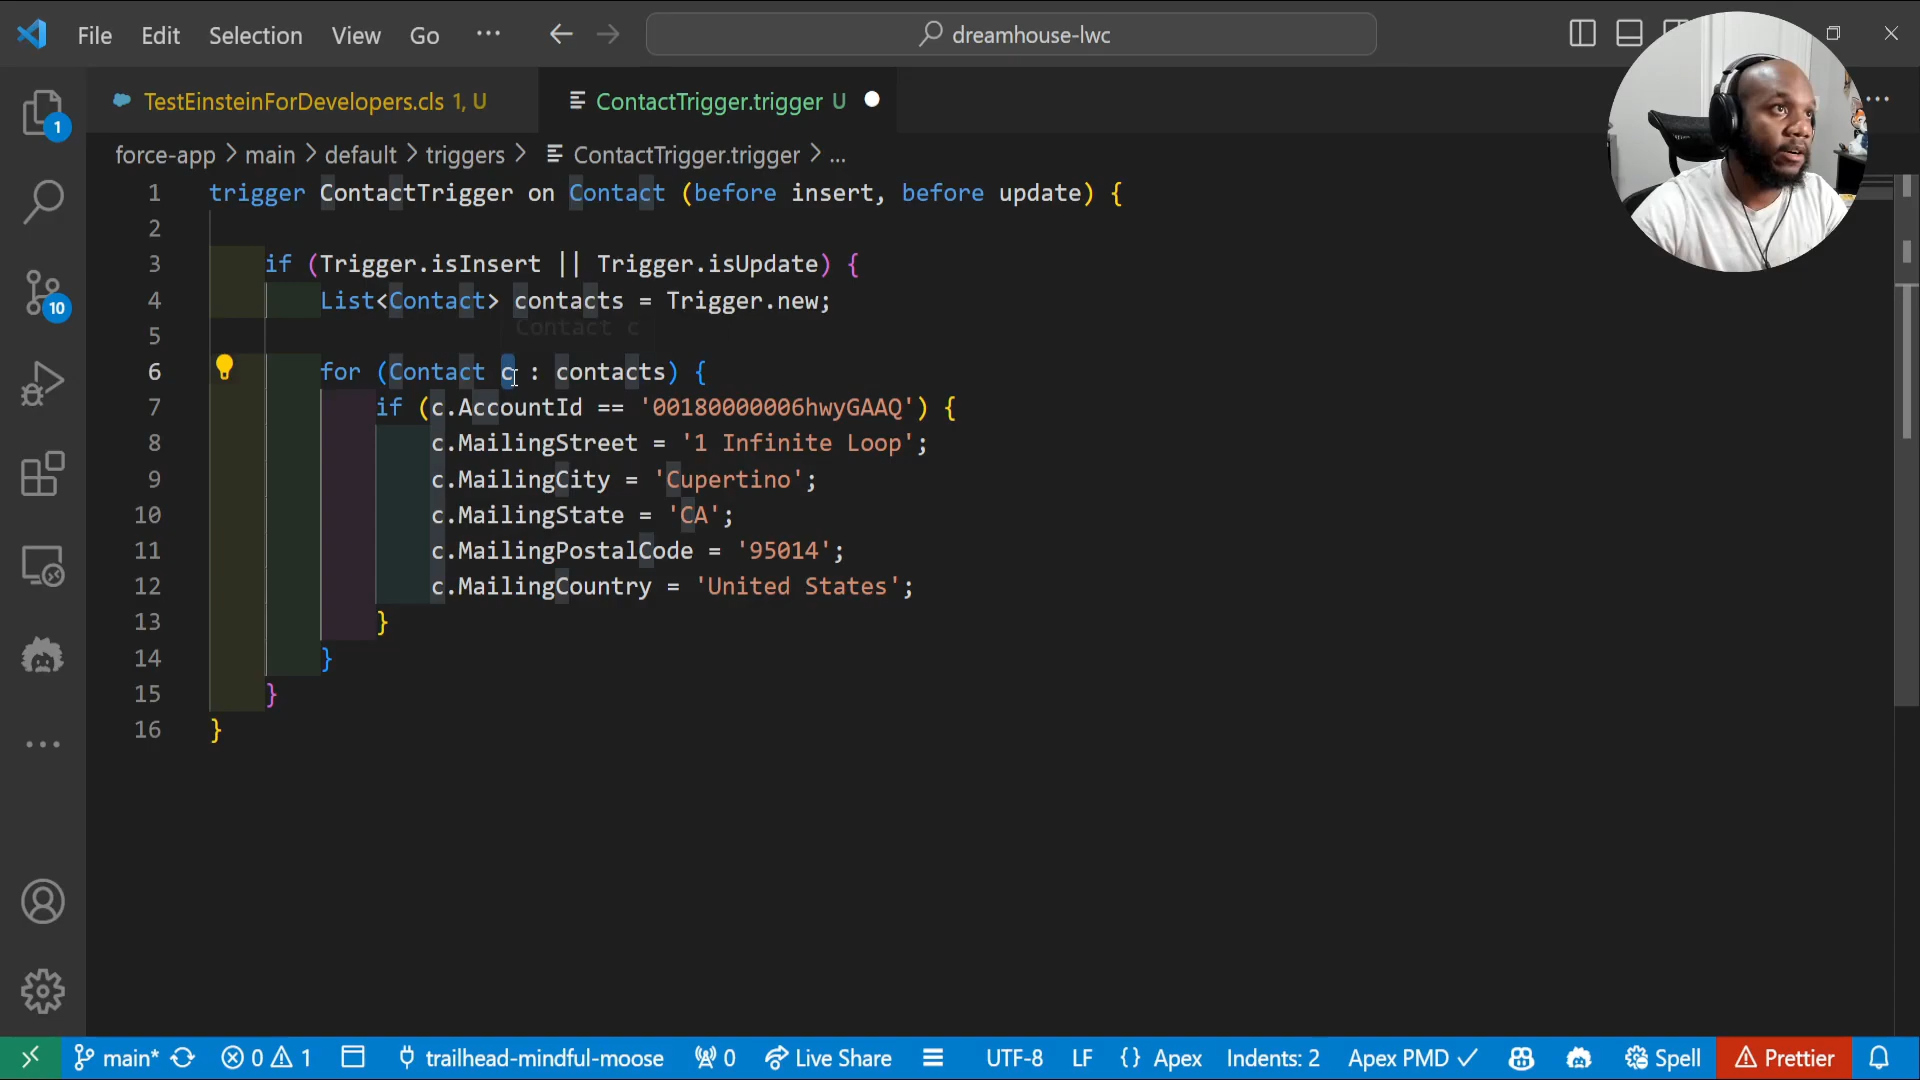 File Edit Selection View Go ... dreamhouse-lwc
TestEinsteinForDevelopers.cls 1, U ContactTrigger.trigger U
force-app > main > default > triggers > ContactTrigger.trigger > ...
1 trigger ContactTrigger on Contact (before insert, before update) {
2
3 if (Trigger.isInsert || Trigger.isUpdate) {
4 List<Contact> contacts = Trigger.new;
Contact c
5
6 for (Contact c : contacts) {
7 if (c.AccountId == '00180000006hwyGAAQ') {
8 c.MailingStreet = '1 Infinite Loop';
9 c.MailingCity = 'Cupertino';
10 c.MailingState = 'CA';
11 c.MailingPostalCode = '95014';
12 c.MailingCountry = 'United States';
13 }
14 }
15 }
16 }
1
10
main* 0 1 trailhead-mindful-moose 0 Live Share UTF-8 LF {} Apex Indents: 2 Apex PMD ✓ Spell Prettier